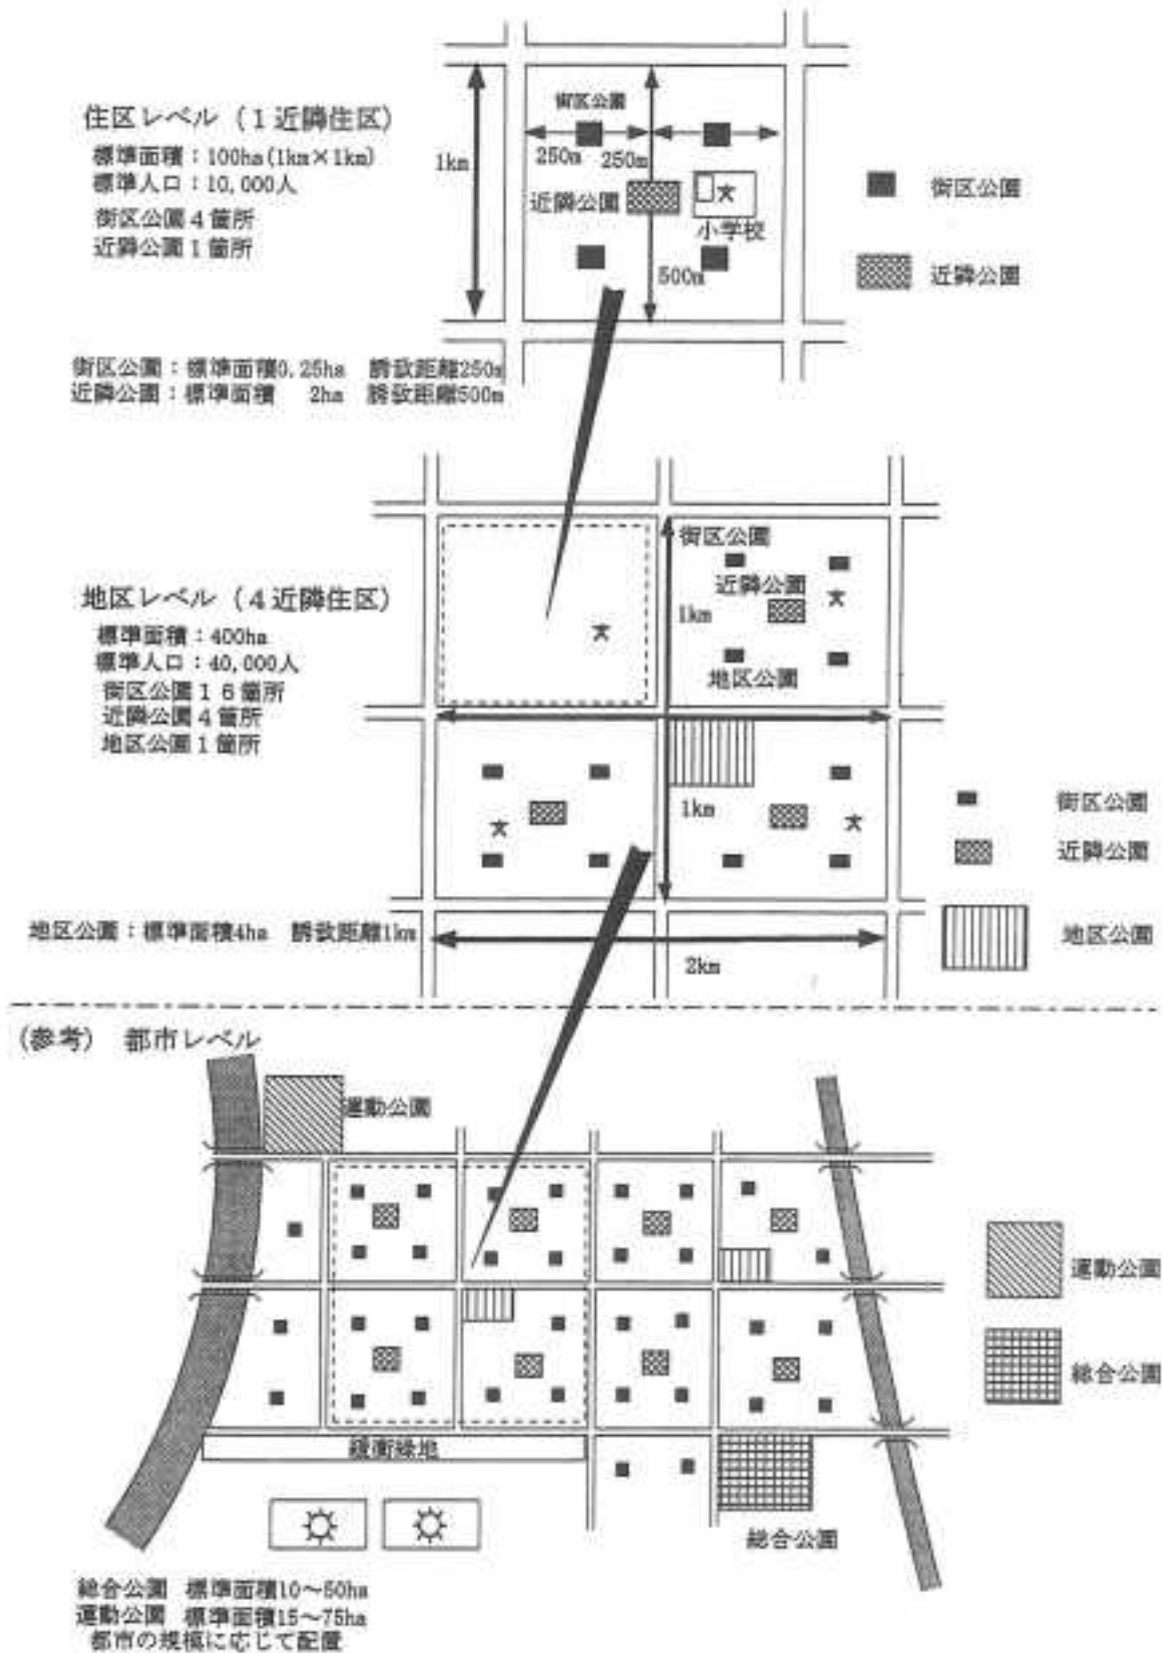 住区レベル（1近隣住区）
標準面積：100ha(1km×1km)
標準人口：10,000人
街区公園4箇所
近隣公園1箇所
1km
街区公園
250m
250m
近隣公園
小学校
500m
街区公園
近隣公園
街区公園：標準面積0.25ha　誘致距離250m
近隣公園：標準面積　2ha　誘致距離500m
地区レベル（4近隣住区）
標準面積：400ha
標準人口：40,000人
街区公園16箇所
近隣公園4箇所
地区公園1箇所
街区公園
近隣公園
1km
地区公園
1km
街区公園
近隣公園
地区公園
地区公園：標準面積4ha　誘致距離1km
2km
(参考)　都市レベル
運動公園
運動公園
総合公園
緩衝緑地
総合公園
総合公園　標準面積10～50ha
運動公園　標準面積15～75ha
都市の規模に応じて配置